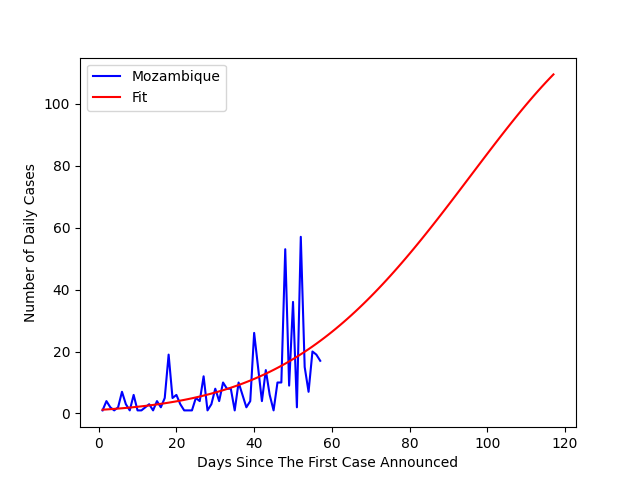 Mozambique
Fit
100
80
60
40
20
0
Number of Daily Cases
0 20 40 60 80 100 120
Days Since The First Case Announced